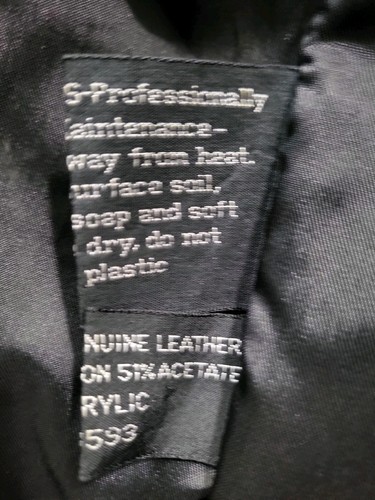 S-Professionally
aintenance-
way from heat.
urface soil,
soap and soft
dry, do not
plastic
NUINE LEATHER
ON 51%ACETATE
RYLIC
593